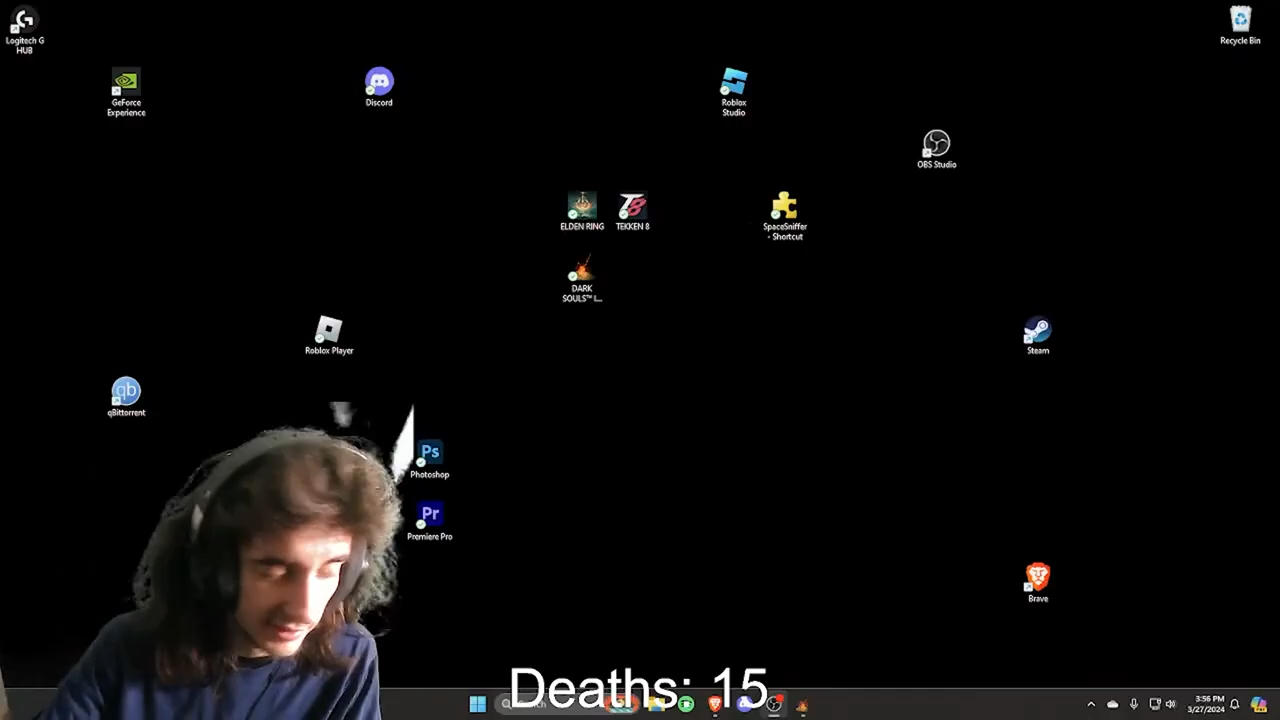 Logitech G
HUB
Recycle Bin
GeForce
Experience
Discord
Roblox
Studio
OBS Studio
ELDEN RING
TEKKEN 8
SpaceSniffer
- Shortcut
DARK
SOULS™ I...
Roblox Player
Steam
qb
qBittorrent
Ps
Photoshop
Pr
Premiere Pro
Brave
Deaths: 15
3:56 PM
3/27/2024